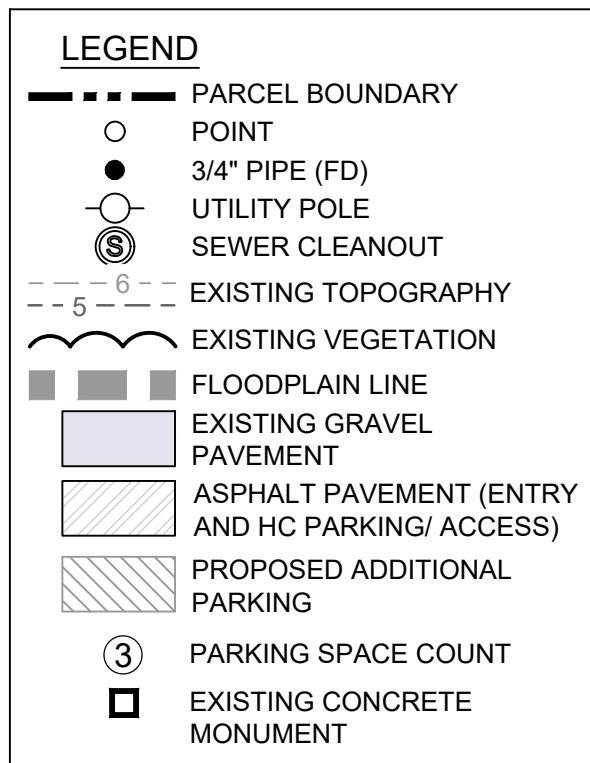 LEGEND
PARCEL BOUNDARY
POINT
3/4" PIPE (FD)
UTILITY POLE
S SEWER CLEANOUT
6
5
EXISTING TOPOGRAPHY
EXISTING VEGETATION
FLOODPLAIN LINE
EXISTING GRAVEL
PAVEMENT
ASPHALT PAVEMENT (ENTRY
AND HC PARKING/ ACCESS)
PROPOSED ADDITIONAL
PARKING
3 PARKING SPACE COUNT
EXISTING CONCRETE
MONUMENT